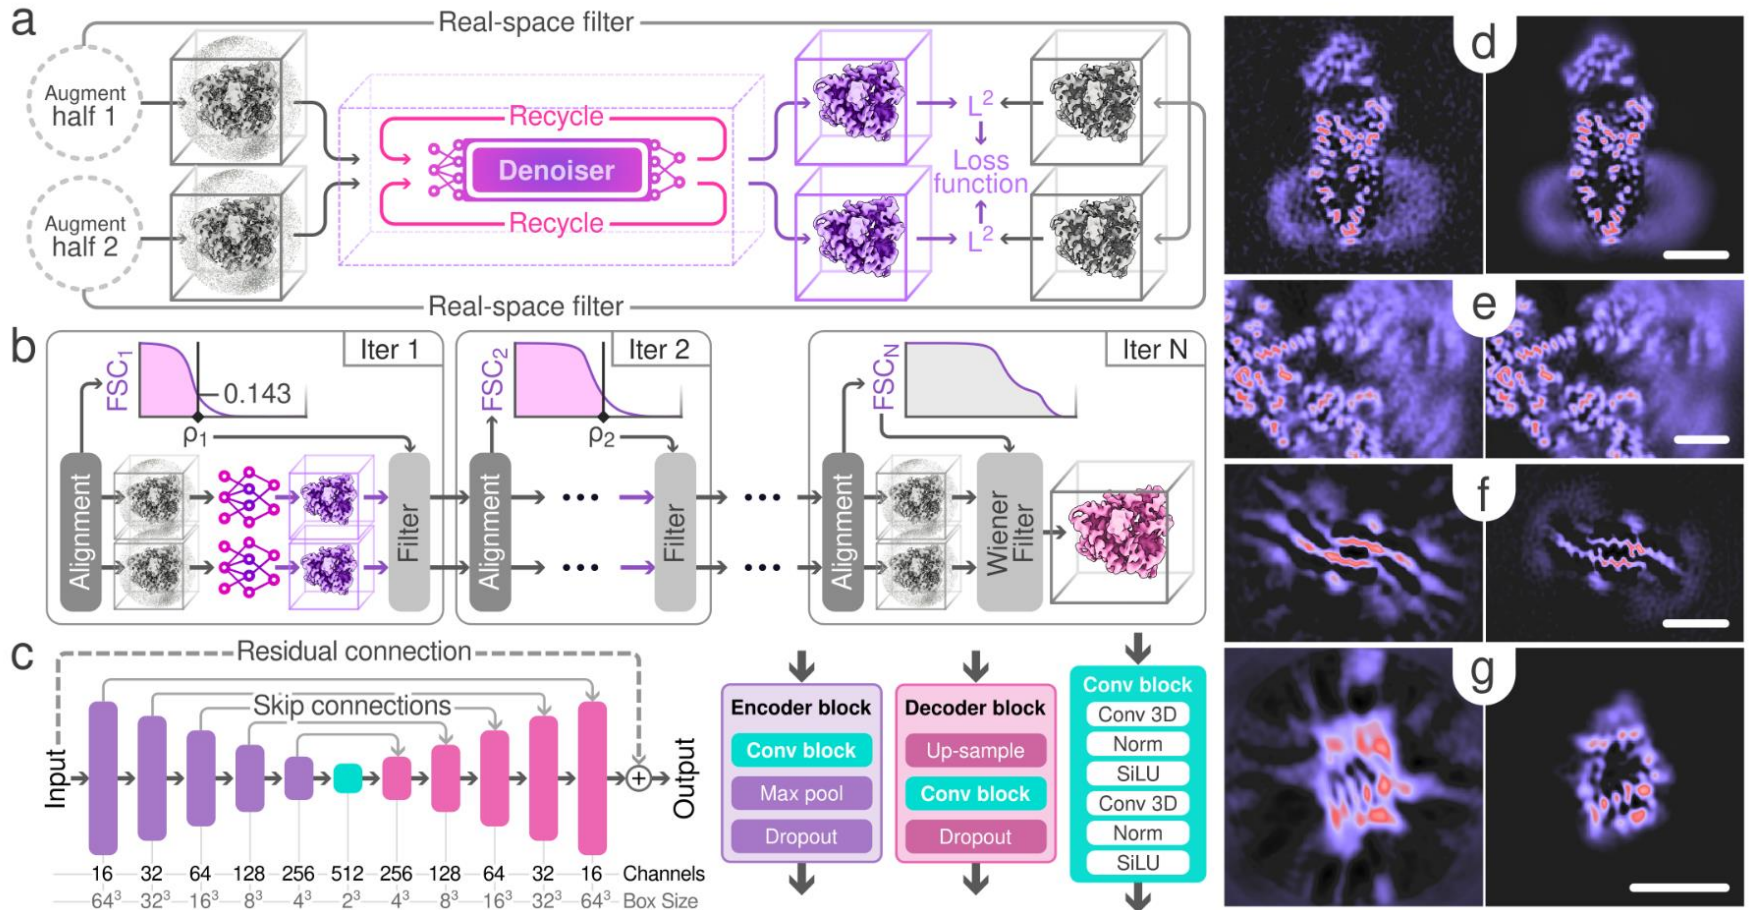 a
Real-space filter
Augment
half 1
Recycle
Denoiser
Recycle
L²
Loss
function
L²
Augment
half 2
Real-space filter
b
Iter 1
FSC₁
0.143
ρ₁
Alignment
Filter
Iter 2
FSC₂
ρ₂
Alignment
...
...
Filter
...
...
Iter N
FSC_N
Alignment
Wiener
Filter
c
Residual connection
Skip connections
Input
+
Output
16 32 64 128 256 512 256 128 64 32 16 Channels
64³ 32³ 16³ 8³ 4³ 2³ 4³ 8³ 16³ 32³ 64³ Box Size
Encoder block
Conv block
Max pool
Dropout
Decoder block
Up-sample
Conv block
Dropout
Conv block
Conv 3D
Norm
SiLU
Conv 3D
Norm
SiLU
d
e
f
g